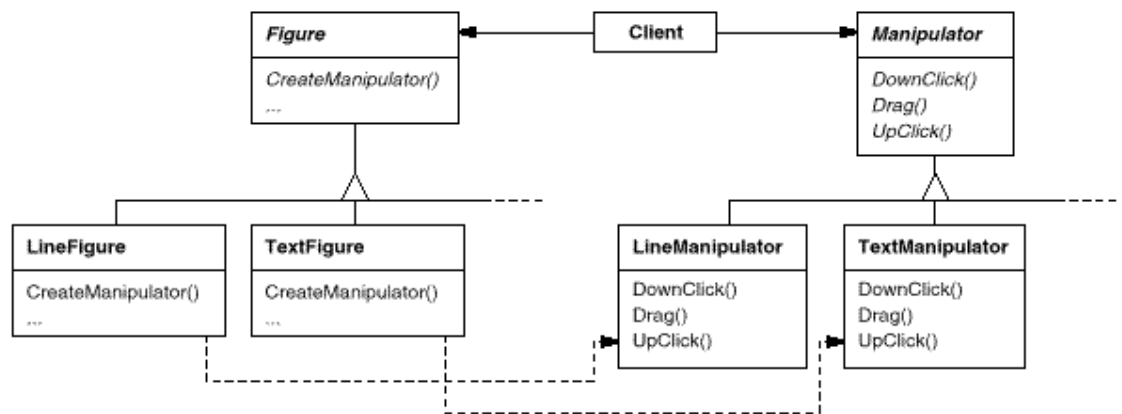 Figure
CreateManipulator()
...
Client
Manipulator
DownClick()
Drag()
UpClick()
LineFigure
CreateManipulator()
...
TextFigure
CreateManipulator()
...
LineManipulator
DownClick()
Drag()
UpClick()
TextManipulator
DownClick()
Drag()
UpClick()